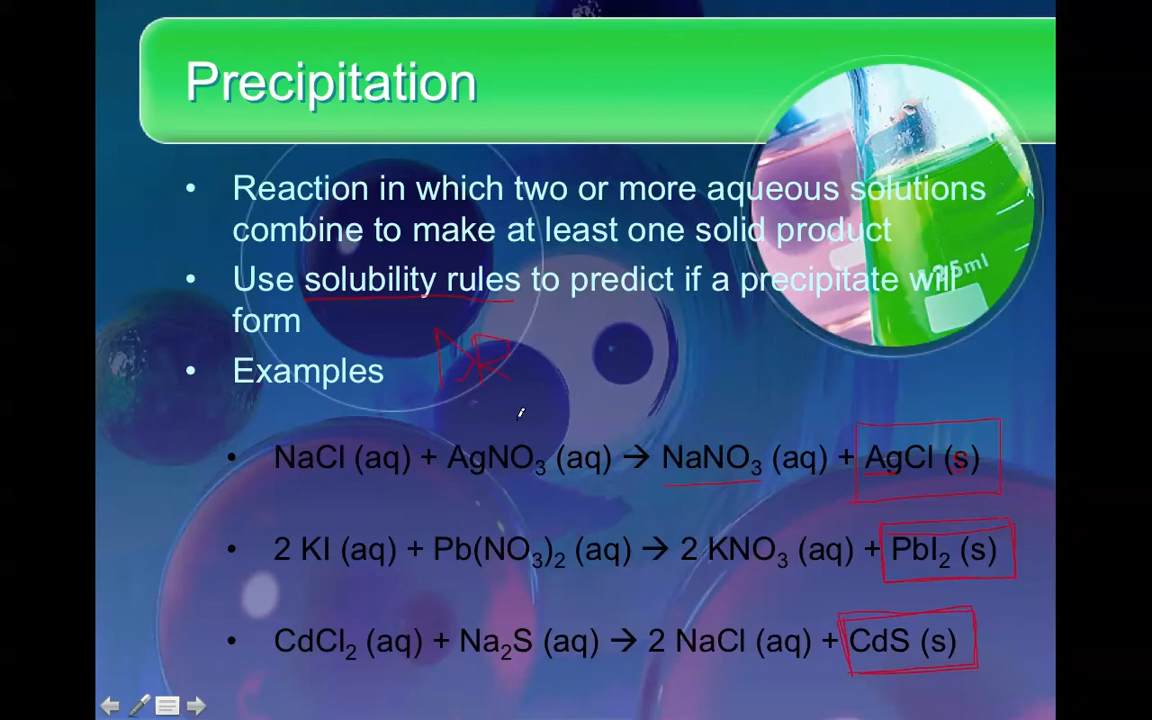 Precipitation
• Reaction in which two or more aqueous solutions
combine to make at least one solid product
• Use solubility rules to predict if a precipitate will
form
NR
• Examples
• NaCl (aq) + AgNO₃ (aq) → NaNO₃ (aq) + AgCl (s)
• 2 KI (aq) + Pb(NO₃)₂ (aq) → 2 KNO₃ (aq) + PbI₂ (s)
• CdCl₂ (aq) + Na₂S (aq) → 2 NaCl (aq) + CdS (s)